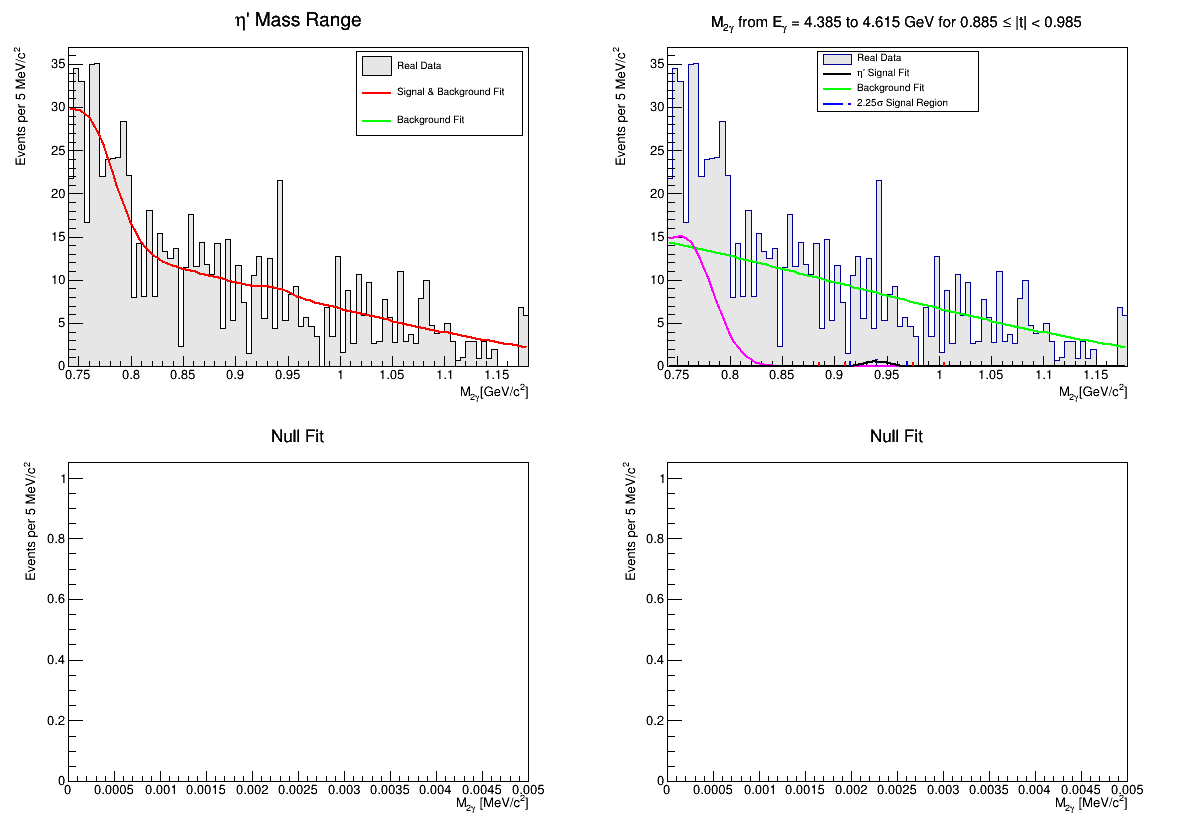 η' Mass Range
Events per 5 MeV/c²
35
30
25
20
15
10
5
0
Real Data
Signal & Background Fit
Background Fit
0.75 0.8 0.85 0.9 0.95 1 1.05 1.1 1.15
M₂γ[GeV/c²]
M₂γ from Eγ = 4.385 to 4.615 GeV for 0.885 ≤ |t| < 0.985
Events per 5 MeV/c²
35
30
25
20
15
10
5
0
Real Data
η' Signal Fit
Background Fit
2.25σ Signal Region
0.75 0.8 0.85 0.9 0.95 1 1.05 1.1 1.15
M₂γ[GeV/c²]
Null Fit
Events per 5 MeV/c²
1
0.8
0.6
0.4
0.2
0
0 0.0005 0.001 0.0015 0.002 0.0025 0.003 0.0035 0.004 0.0045 0.005
M₂γ [MeV/c²]
Null Fit
Events per 5 MeV/c²
1
0.8
0.6
0.4
0.2
0
0 0.0005 0.001 0.0015 0.002 0.0025 0.003 0.0035 0.004 0.0045 0.005
M₂γ [MeV/c²]